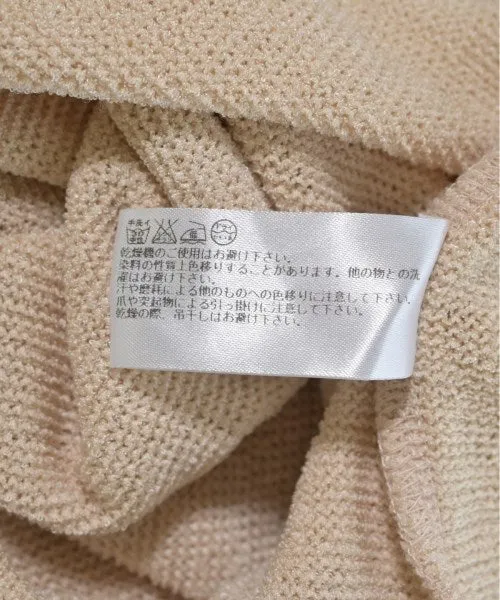 手洗イ
乾燥機のご使用はお避け下さい。
染料の性質上色移りすることがあります。他の物との洗
濯はお避け下さい。
汗や磨耗による他のものへの色移りに注意して下さい。
爪や突起物による引っ掛けに注意して下さい。
乾燥の際、吊干しはお避け下さい。